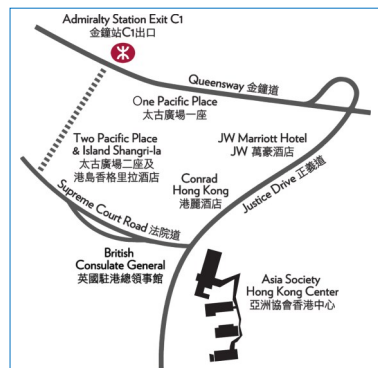 Admiralty Station Exit C1
金鐘站C1出口
Queensway 金鐘道
One Pacific Place
太古廣場一座
Two Pacific Place
& Island Shangri-la
太古廣場二座及
港島香格里拉酒店
JW Marriott Hotel
JW 萬豪酒店
Conrad
Hong Kong
港麗酒店
Justice Drive 正義道
Supreme Court Road 法院道
British
Consulate General
英國駐港總領事館
Asia Society
Hong Kong Center
亞洲協會香港中心